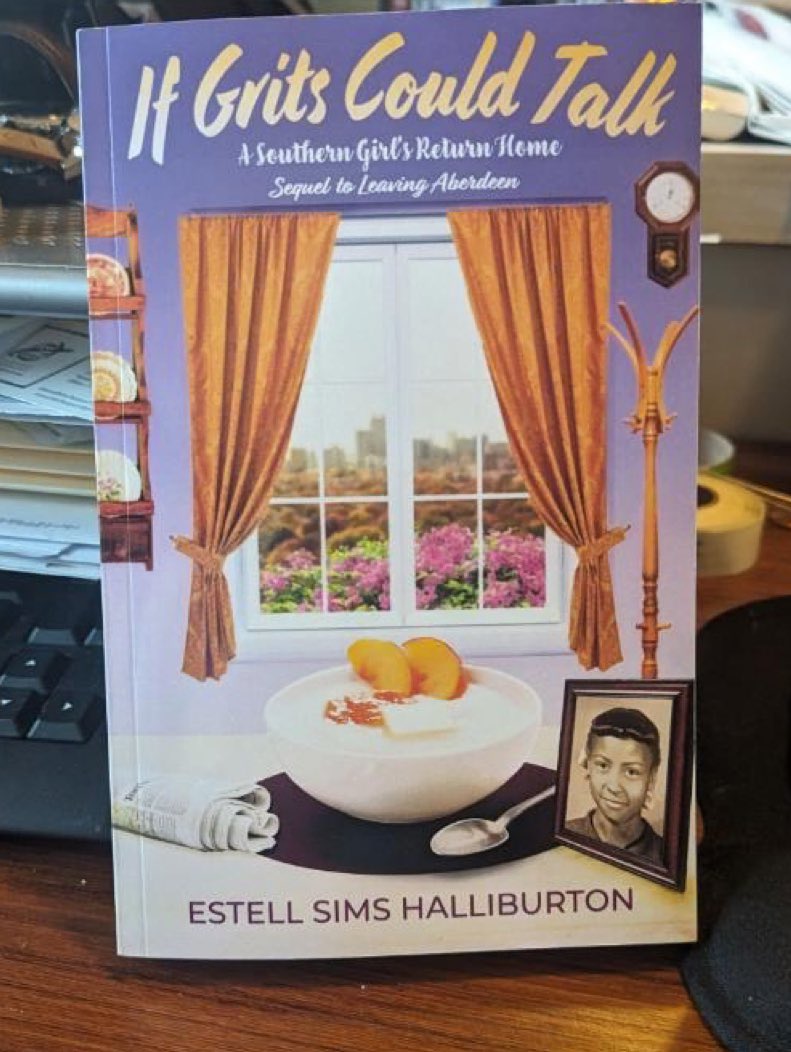 If Grits Could Talk
A Southern Girl's Return Home
Sequel to Leaving Aberdeen
ESTELL SIMS HALLIBURTON